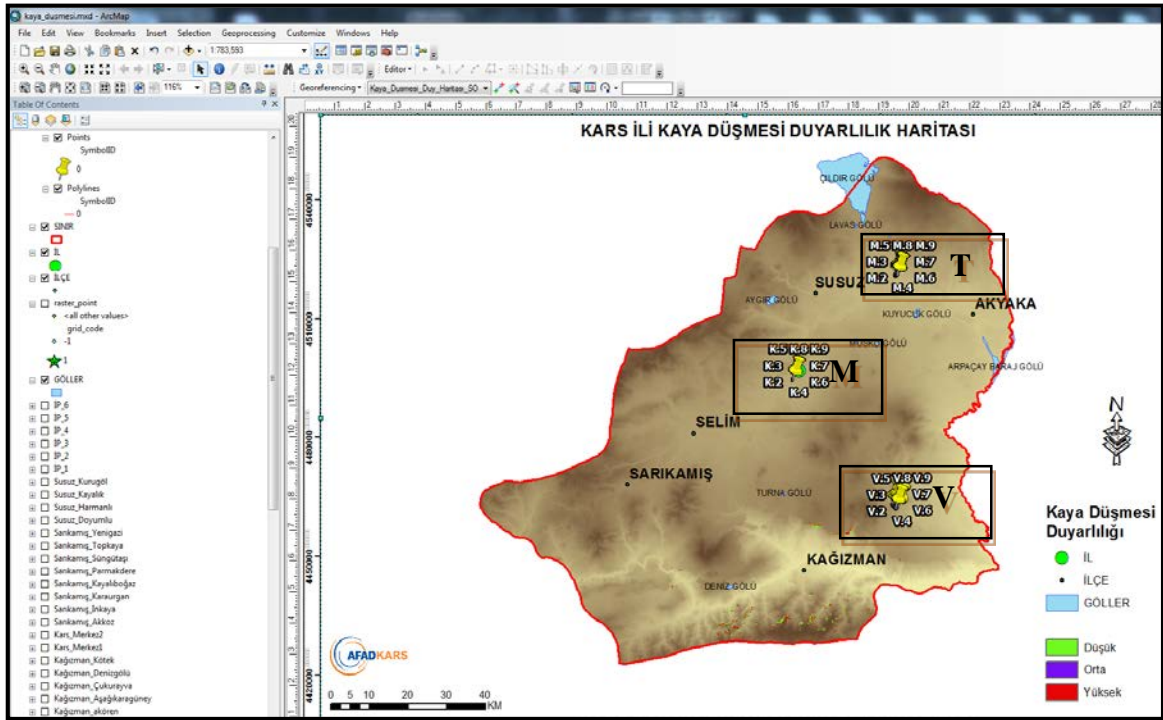 kaya_dusmesi.mxd - ArcMap
File Edit View Bookmarks Insert Selection Geoprocessing Customize Windows Help
1:783,593
Editor
116%
Georeferencing Kaya_Dusmesi_Duy_Haritası_SO
Table Of Contents
Points
SymbolID
0
Polylines
SymbolID
0
SINIR
İL
İLÇE
raster_point
<all other values>
grid_code
-1
1
GÖLLER
IP_6
IP_5
IP_4
IP_3
IP_2
IP_1
Susuz_Kurugöl
Susuz_Kayalık
Susuz_Harmanlı
Susuz_Doyumlu
Sarıkamış_Yenigazi
Sarıkamış_Topkaya
Sarıkamış_Süngütaşı
Sarıkamış_Parmakdere
Sarıkamış_Kayalıboğaz
Sarıkamış_Karaurgan
Sarıkamış_İnkaya
Sarıkamış_Akkoz
Kars_Merkez2
Kars_Merkez1
Kağızman_Kötek
Kağızman_Denizgölü
Kağızman_Çukurayva
Kağızman_Aşağıkaragüney
Kağızman_akören
KARS İLİ KAYA DÜŞMESİ DUYARLILIK HARİTASI
4540000
4510000
4480000
4450000
4420000
ÇILDIR GÖLÜ
LAVAŞ GÖLÜ
M.5 M.8 M.9
M.3 M.7
M.2 M.6
M.4
T
SUSUZ
AYGIR GÖLÜ
KUYUCUK GÖLÜ
AKYAKA
ARPAÇAY BARAJ GÖLÜ
K.5 K.8 K.9
K.3 K.7
K.2 K.6
K.4
M
SELİM
SARIKAMIŞ
TURNA GÖLÜ
V.5 V.8 V.9
V.3 V.7
V.2 V.6
V.4
V
KAĞIZMAN
DENİZ GÖLÜ
N
Kaya Düşmesi
Duyarlılığı
İL
İLÇE
GÖLLER
Düşük
Orta
Yüksek
AFADKARS
0 5 10 20 30 40
KM